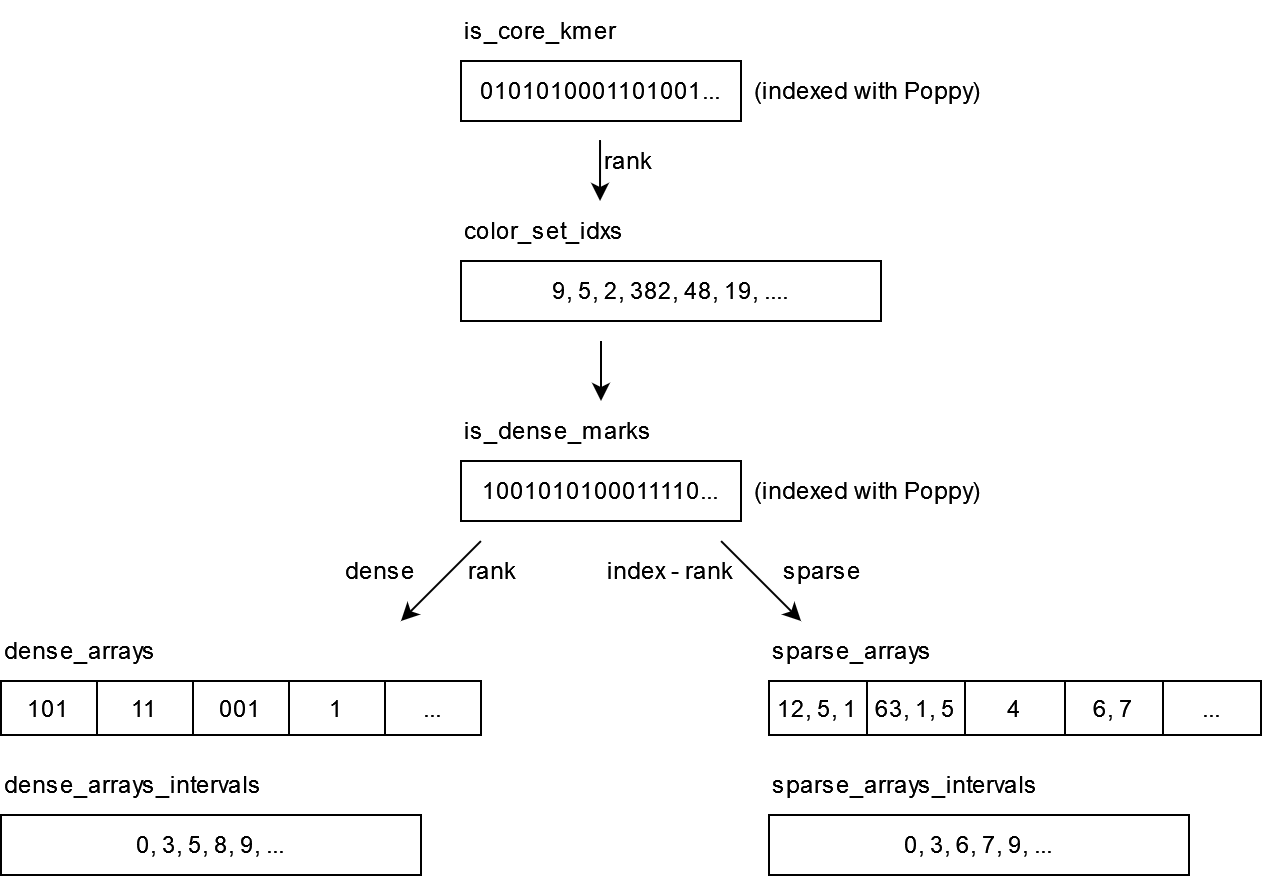 is_core_kmer
0101010001101001... (indexed with Poppy)
rank
color_set_idxs
9, 5, 2, 382, 48, 19, ....
is_dense_marks
1001010100011110... (indexed with Poppy)
dense rank index - rank sparse
dense_arrays sparse_arrays
101 11 001 1 ... 12, 5, 1 63, 1, 5 4 6, 7 ...
dense_arrays_intervals sparse_arrays_intervals
0, 3, 5, 8, 9, ... 0, 3, 6, 7, 9, ...